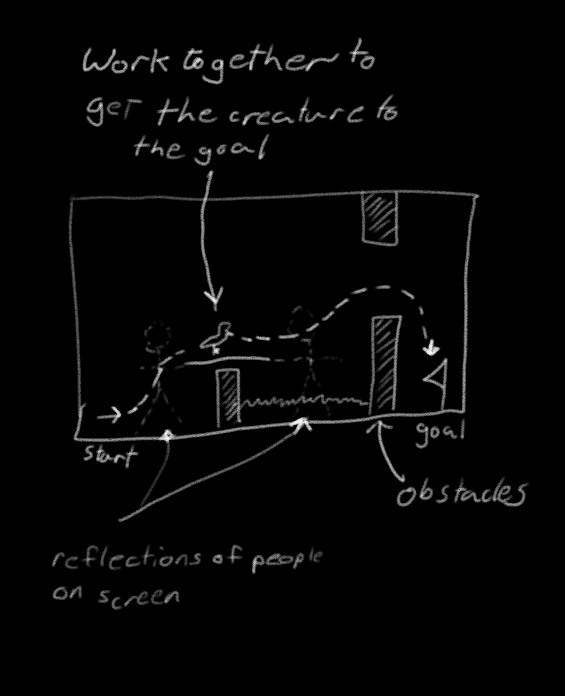 Work together to
get the creature to
the goal
start
goal
obstacles
reflections of people
on screen